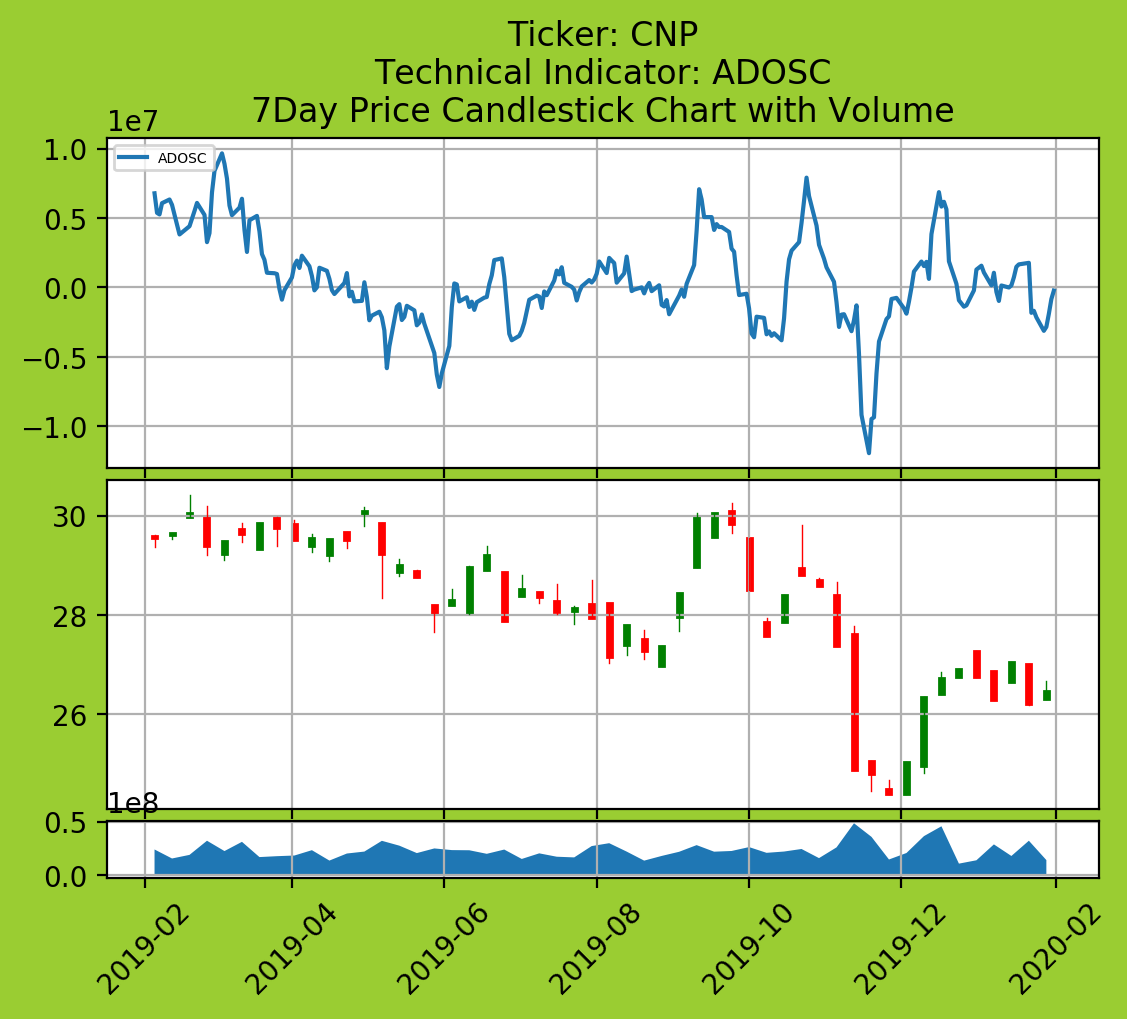 Ticker: CNP
Technical Indicator: ADOSC
7Day Price Candlestick Chart with Volume
1e7
1.0
ADOSC
0.5
0.0
−0.5
−1.0
30
28
26
1e8
0.5
0.0
2019-02
2019-04
2019-06
2019-08
2019-10
2019-12
2020-02